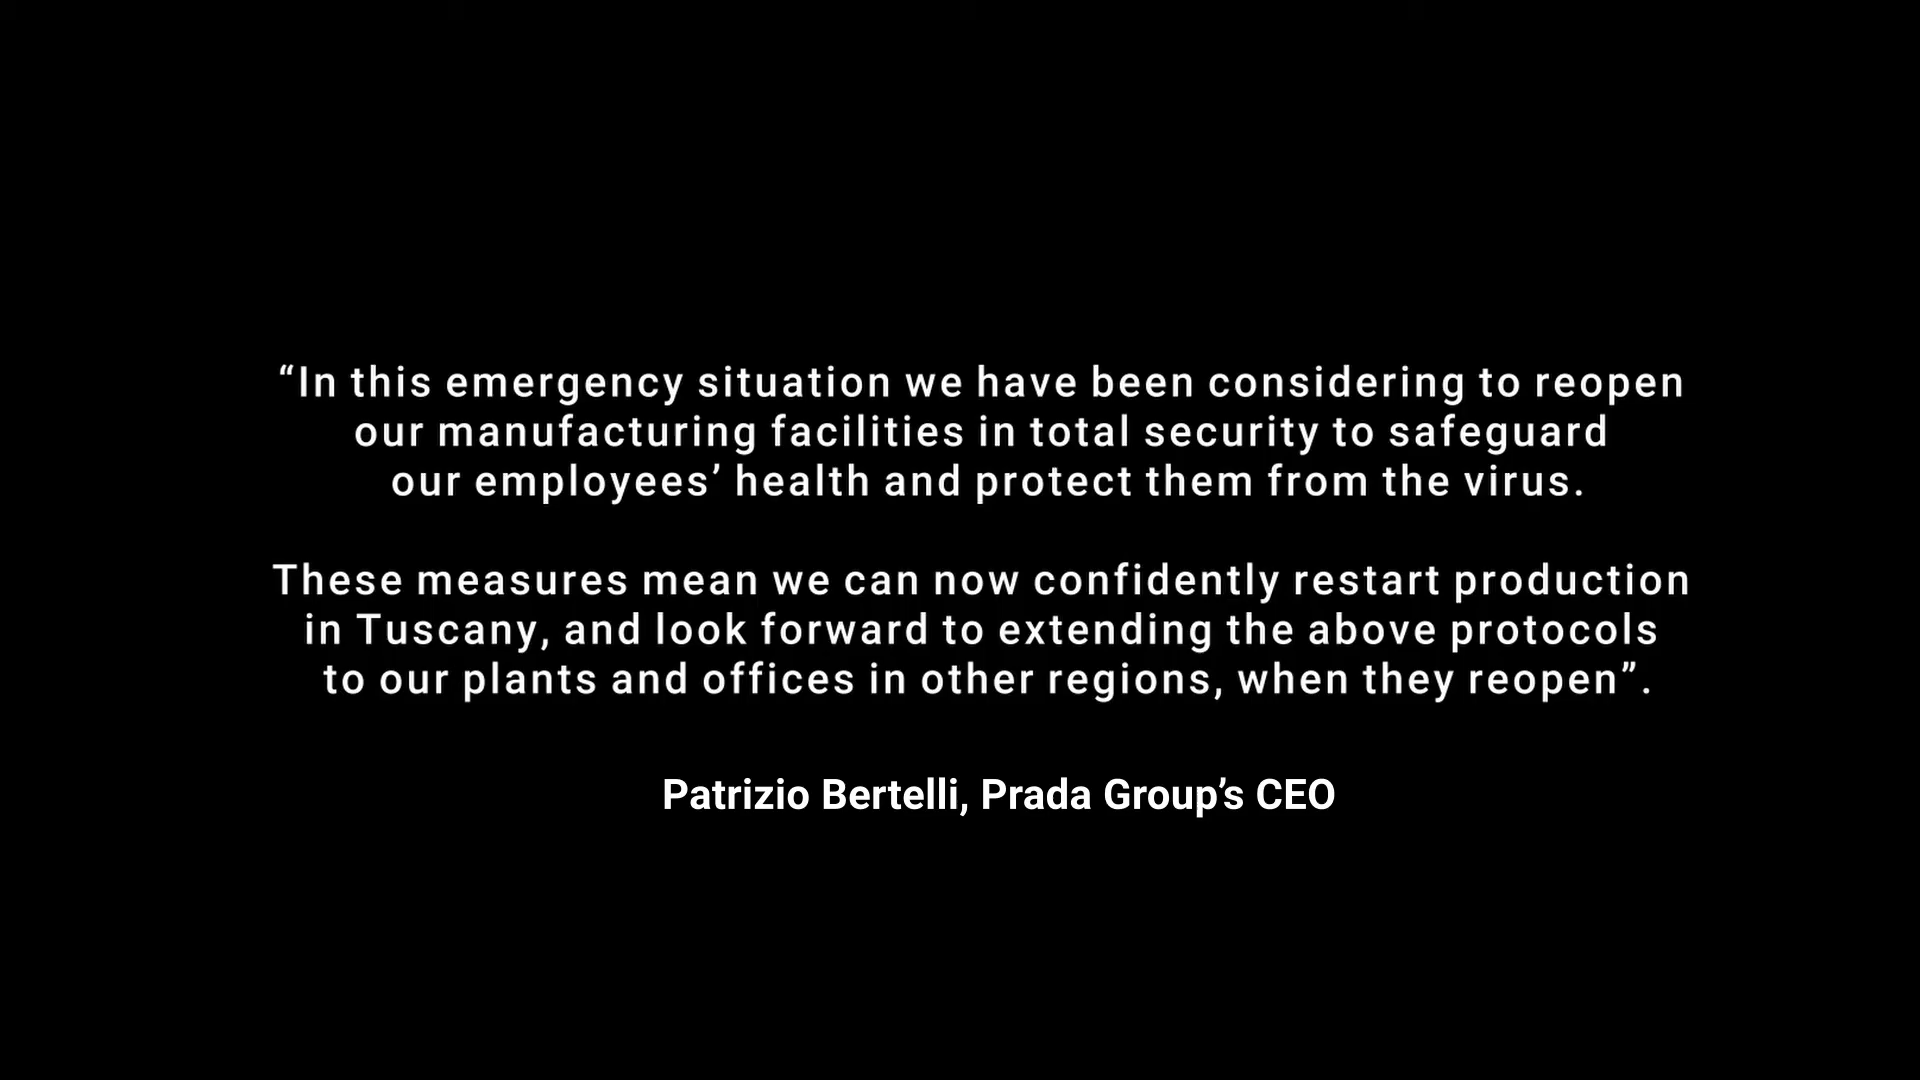 “In this emergency situation we have been considering to reopen
our manufacturing facilities in total security to safeguard
our employees’ health and protect them from the virus.
These measures mean we can now confidently restart production
in Tuscany, and look forward to extending the above protocols
to our plants and offices in other regions, when they reopen”.
Patrizio Bertelli, Prada Group’s CEO